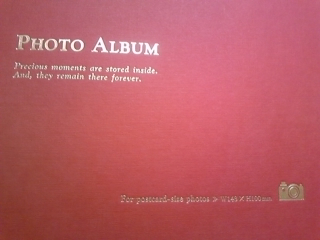 PHOTO ALBUM
Precious moments are stored inside.
And, they remain there forever.
For postcard-size photos